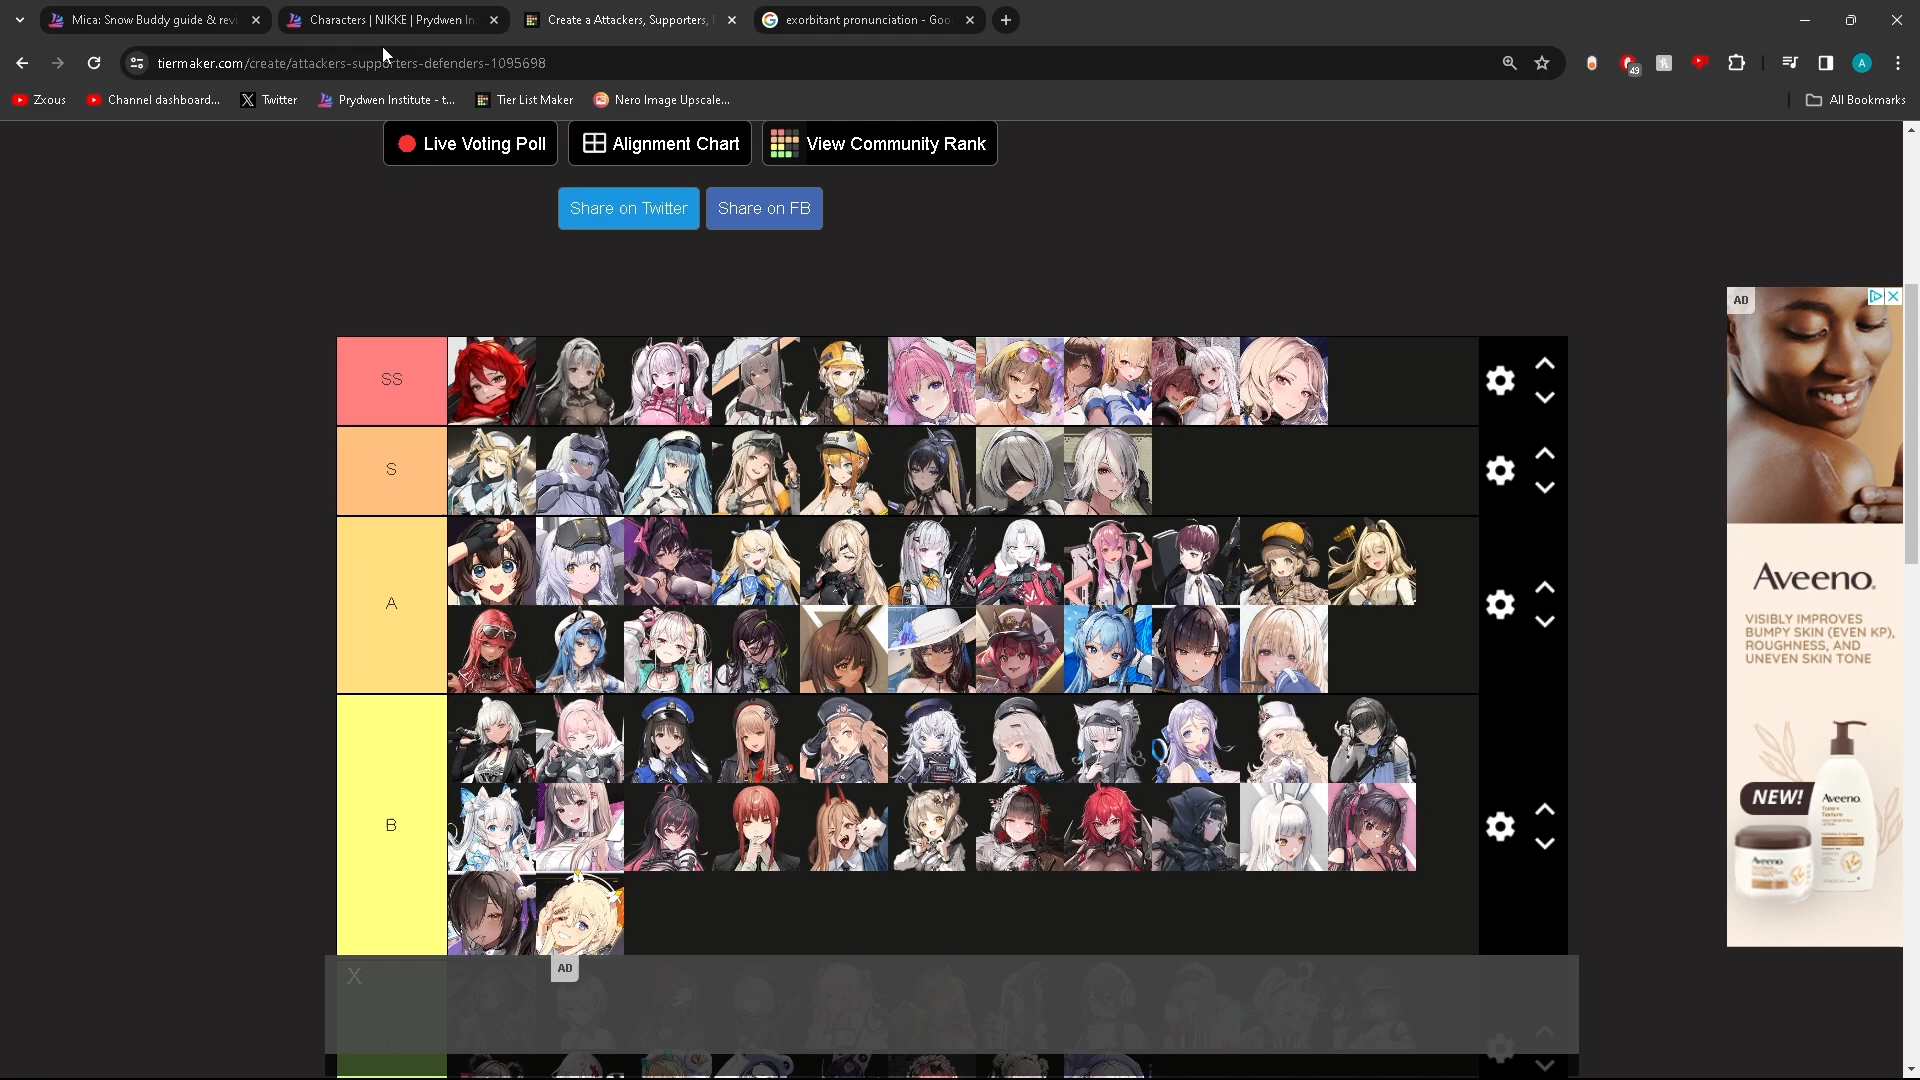 Mica: Snow Buddy guide & revi
Characters | NIKKE | Prydwen In
Create a Attackers, Supporters,
exorbitant pronunciation - Goo
tiermaker.com/create/attackers-supporters-defenders-1095698
49
A
Zxous
Channel dashboard...
Twitter
Prydwen Institute - t...
Tier List Maker
Nero Image Upscale...
All Bookmarks
Live Voting Poll
Alignment Chart
View Community Rank
Share on Twitter
Share on FB
SS
S
A
B
X
AD
AD
Aveeno
VISIBLY IMPROVES
BUMPY SKIN (EVEN KP),
ROUGHNESS, AND
UNEVEN SKIN TONE
NEW!
Aveeno
Aveeno